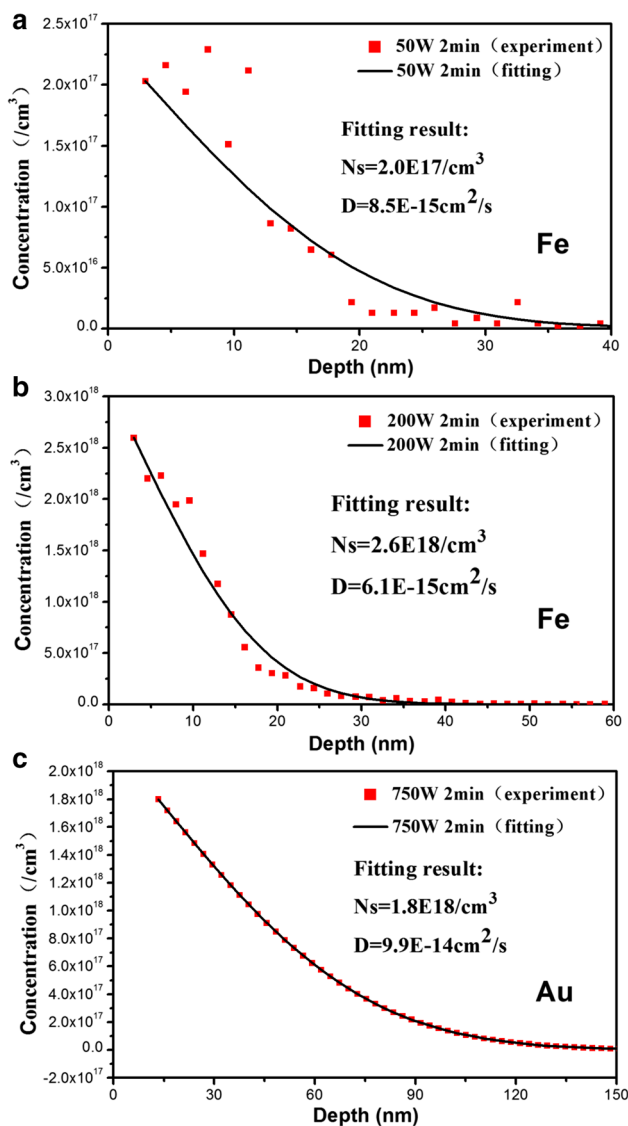 a
2.5x10^17
2.0x10^17
1.5x10^17
1.0x10^17
5.0x10^16
0.0
Concentration（/cm^3）
50W 2min（experiment）
50W 2min（fitting）
Fitting result:
Ns=2.0E17/cm^3
D=8.5E-15cm^2/s
Fe
0 10 20 30 40
Depth (nm)
b
3.0x10^18
2.5x10^18
2.0x10^18
1.5x10^18
1.0x10^18
5.0x10^17
0.0
Concentration（/cm^3）
200W 2min（experiment）
200W 2min（fitting）
Fitting result:
Ns=2.6E18/cm^3
D=6.1E-15cm^2/s
Fe
0 10 20 30 40 50 60
Depth (nm)
c
2.0x10^18
1.8x10^18
1.6x10^18
1.4x10^18
1.2x10^18
1.0x10^18
8.0x10^17
6.0x10^17
4.0x10^17
2.0x10^17
0.0
-2.0x10^17
Concentration（/cm^3）
750W 2min（experiment）
750W 2min（fitting）
Fitting result:
Ns=1.8E18/cm^3
D=9.9E-14cm^2/s
Au
0 30 60 90 120 150
Depth (nm)